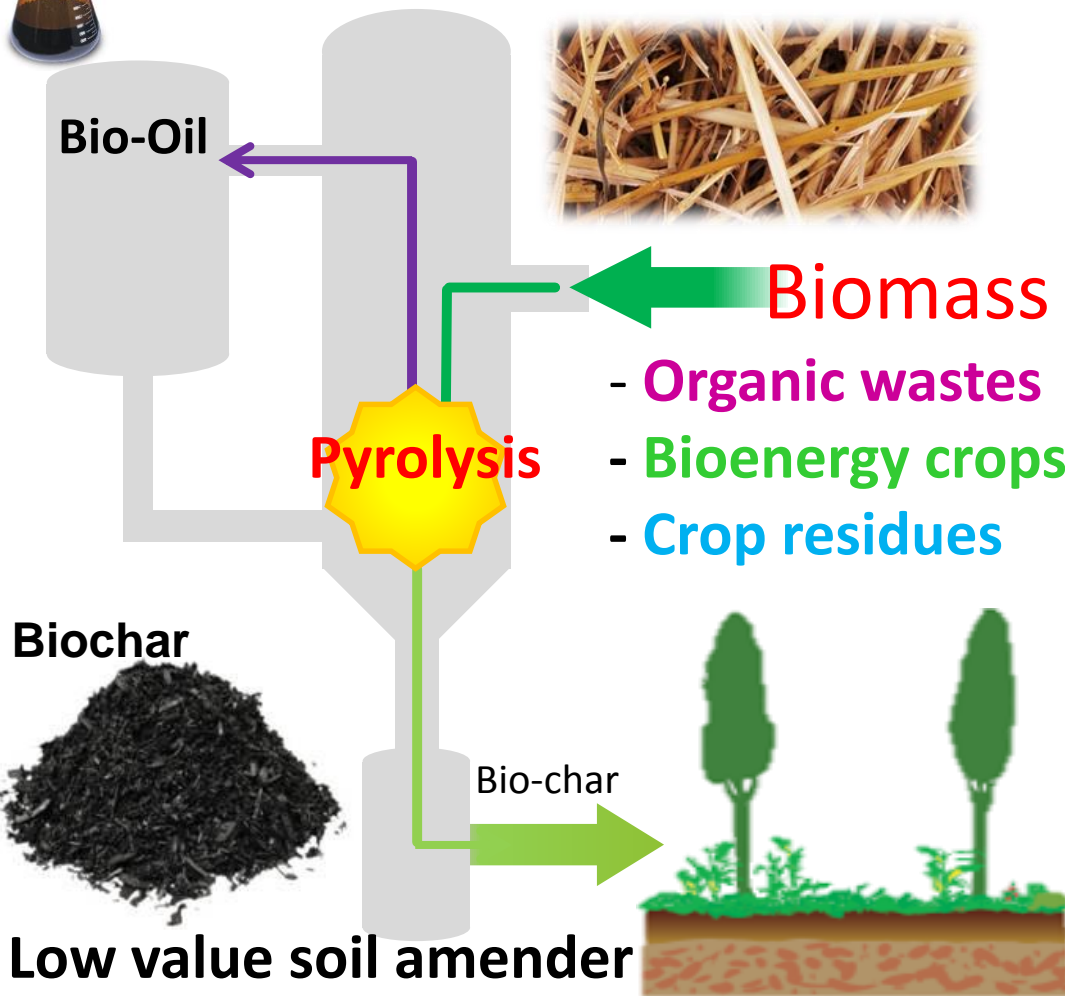 Bio-Oil
Biomass
- Organic wastes
- Bioenergy crops
- Crop residues
Pyrolysis
Biochar
Bio-char
Low value soil amender